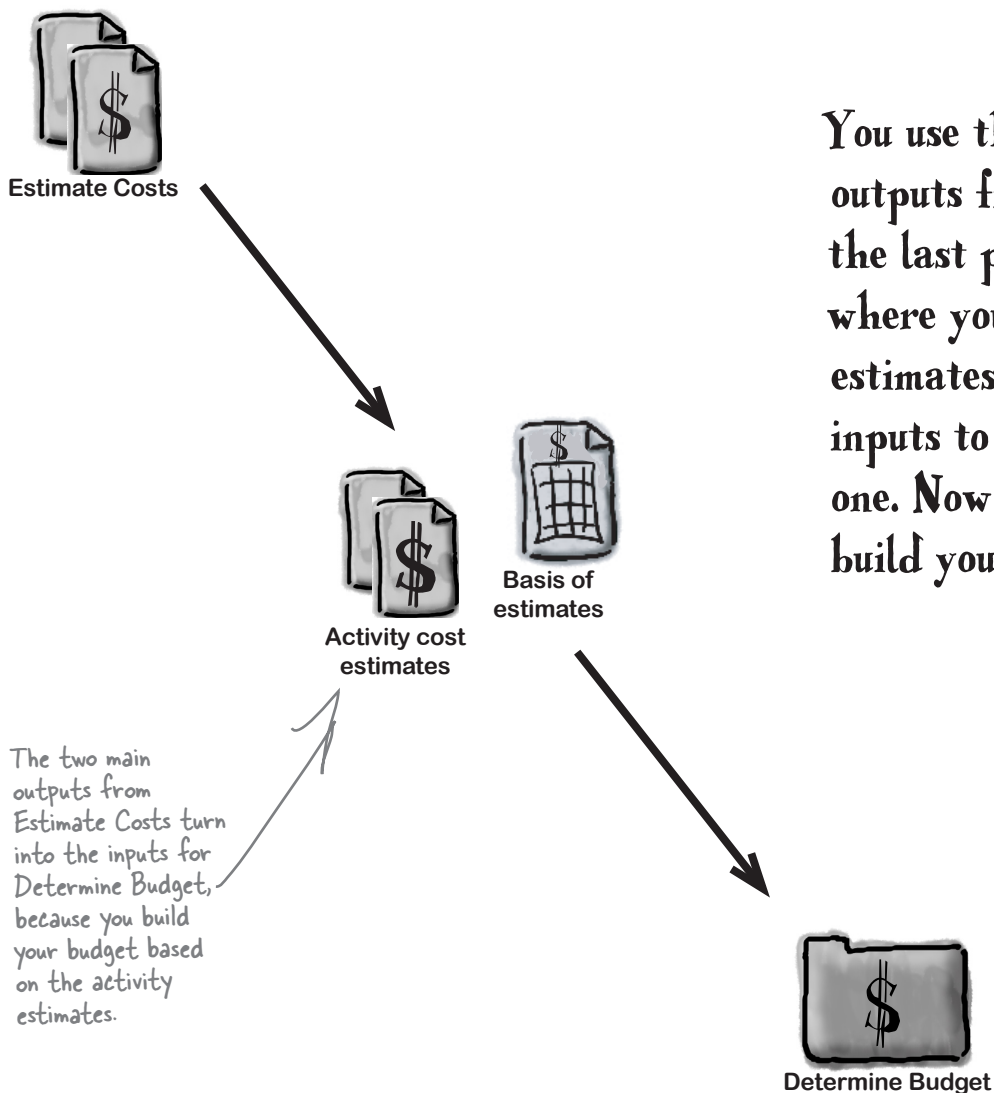 Estimate Costs
You use
outputs
the last
where you
estimates
inputs to
one. Now
build you
$
$
$
Basis of
estimates
Activity cost
estimates
The two main
outputs from
Estimate Costs turn
into the inputs for
Determine Budget,
because you build
your budget based
on the activity
estimates.
$
Determine Budget